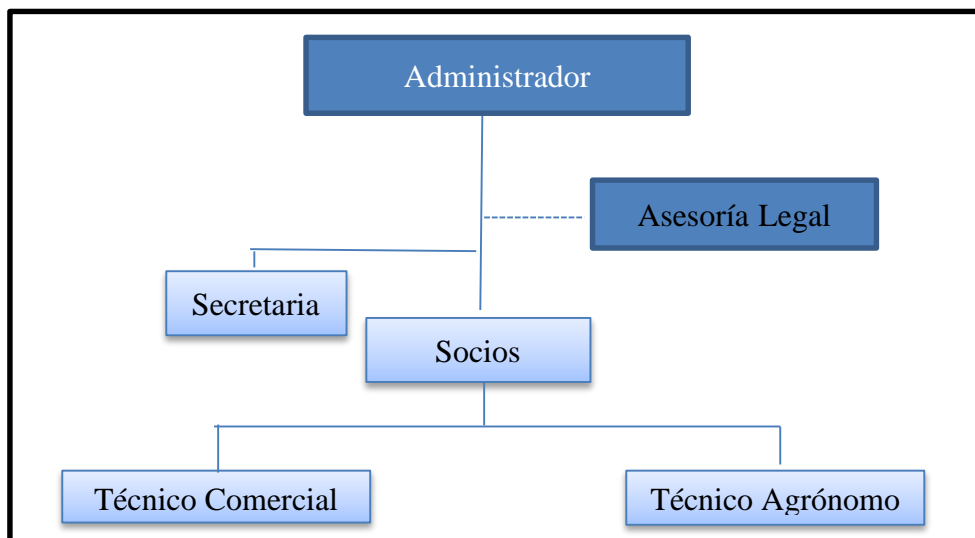 Administrador
Asesoría Legal
Secretaria
Socios
Técnico Comercial
Técnico Agrónomo